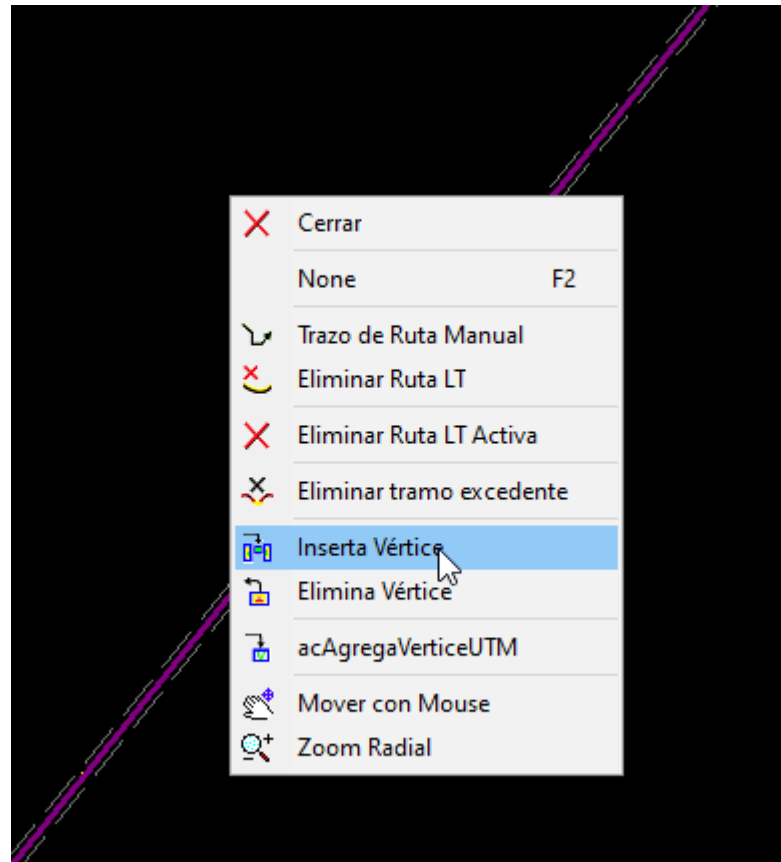 Cerrar
None F2
Trazo de Ruta Manual
Eliminar Ruta LT
Eliminar Ruta LT Activa
Eliminar tramo excedente
Inserta Vértice
Elimina Vértice
acAgregaVerticeUTM
Mover con Mouse
Zoom Radial